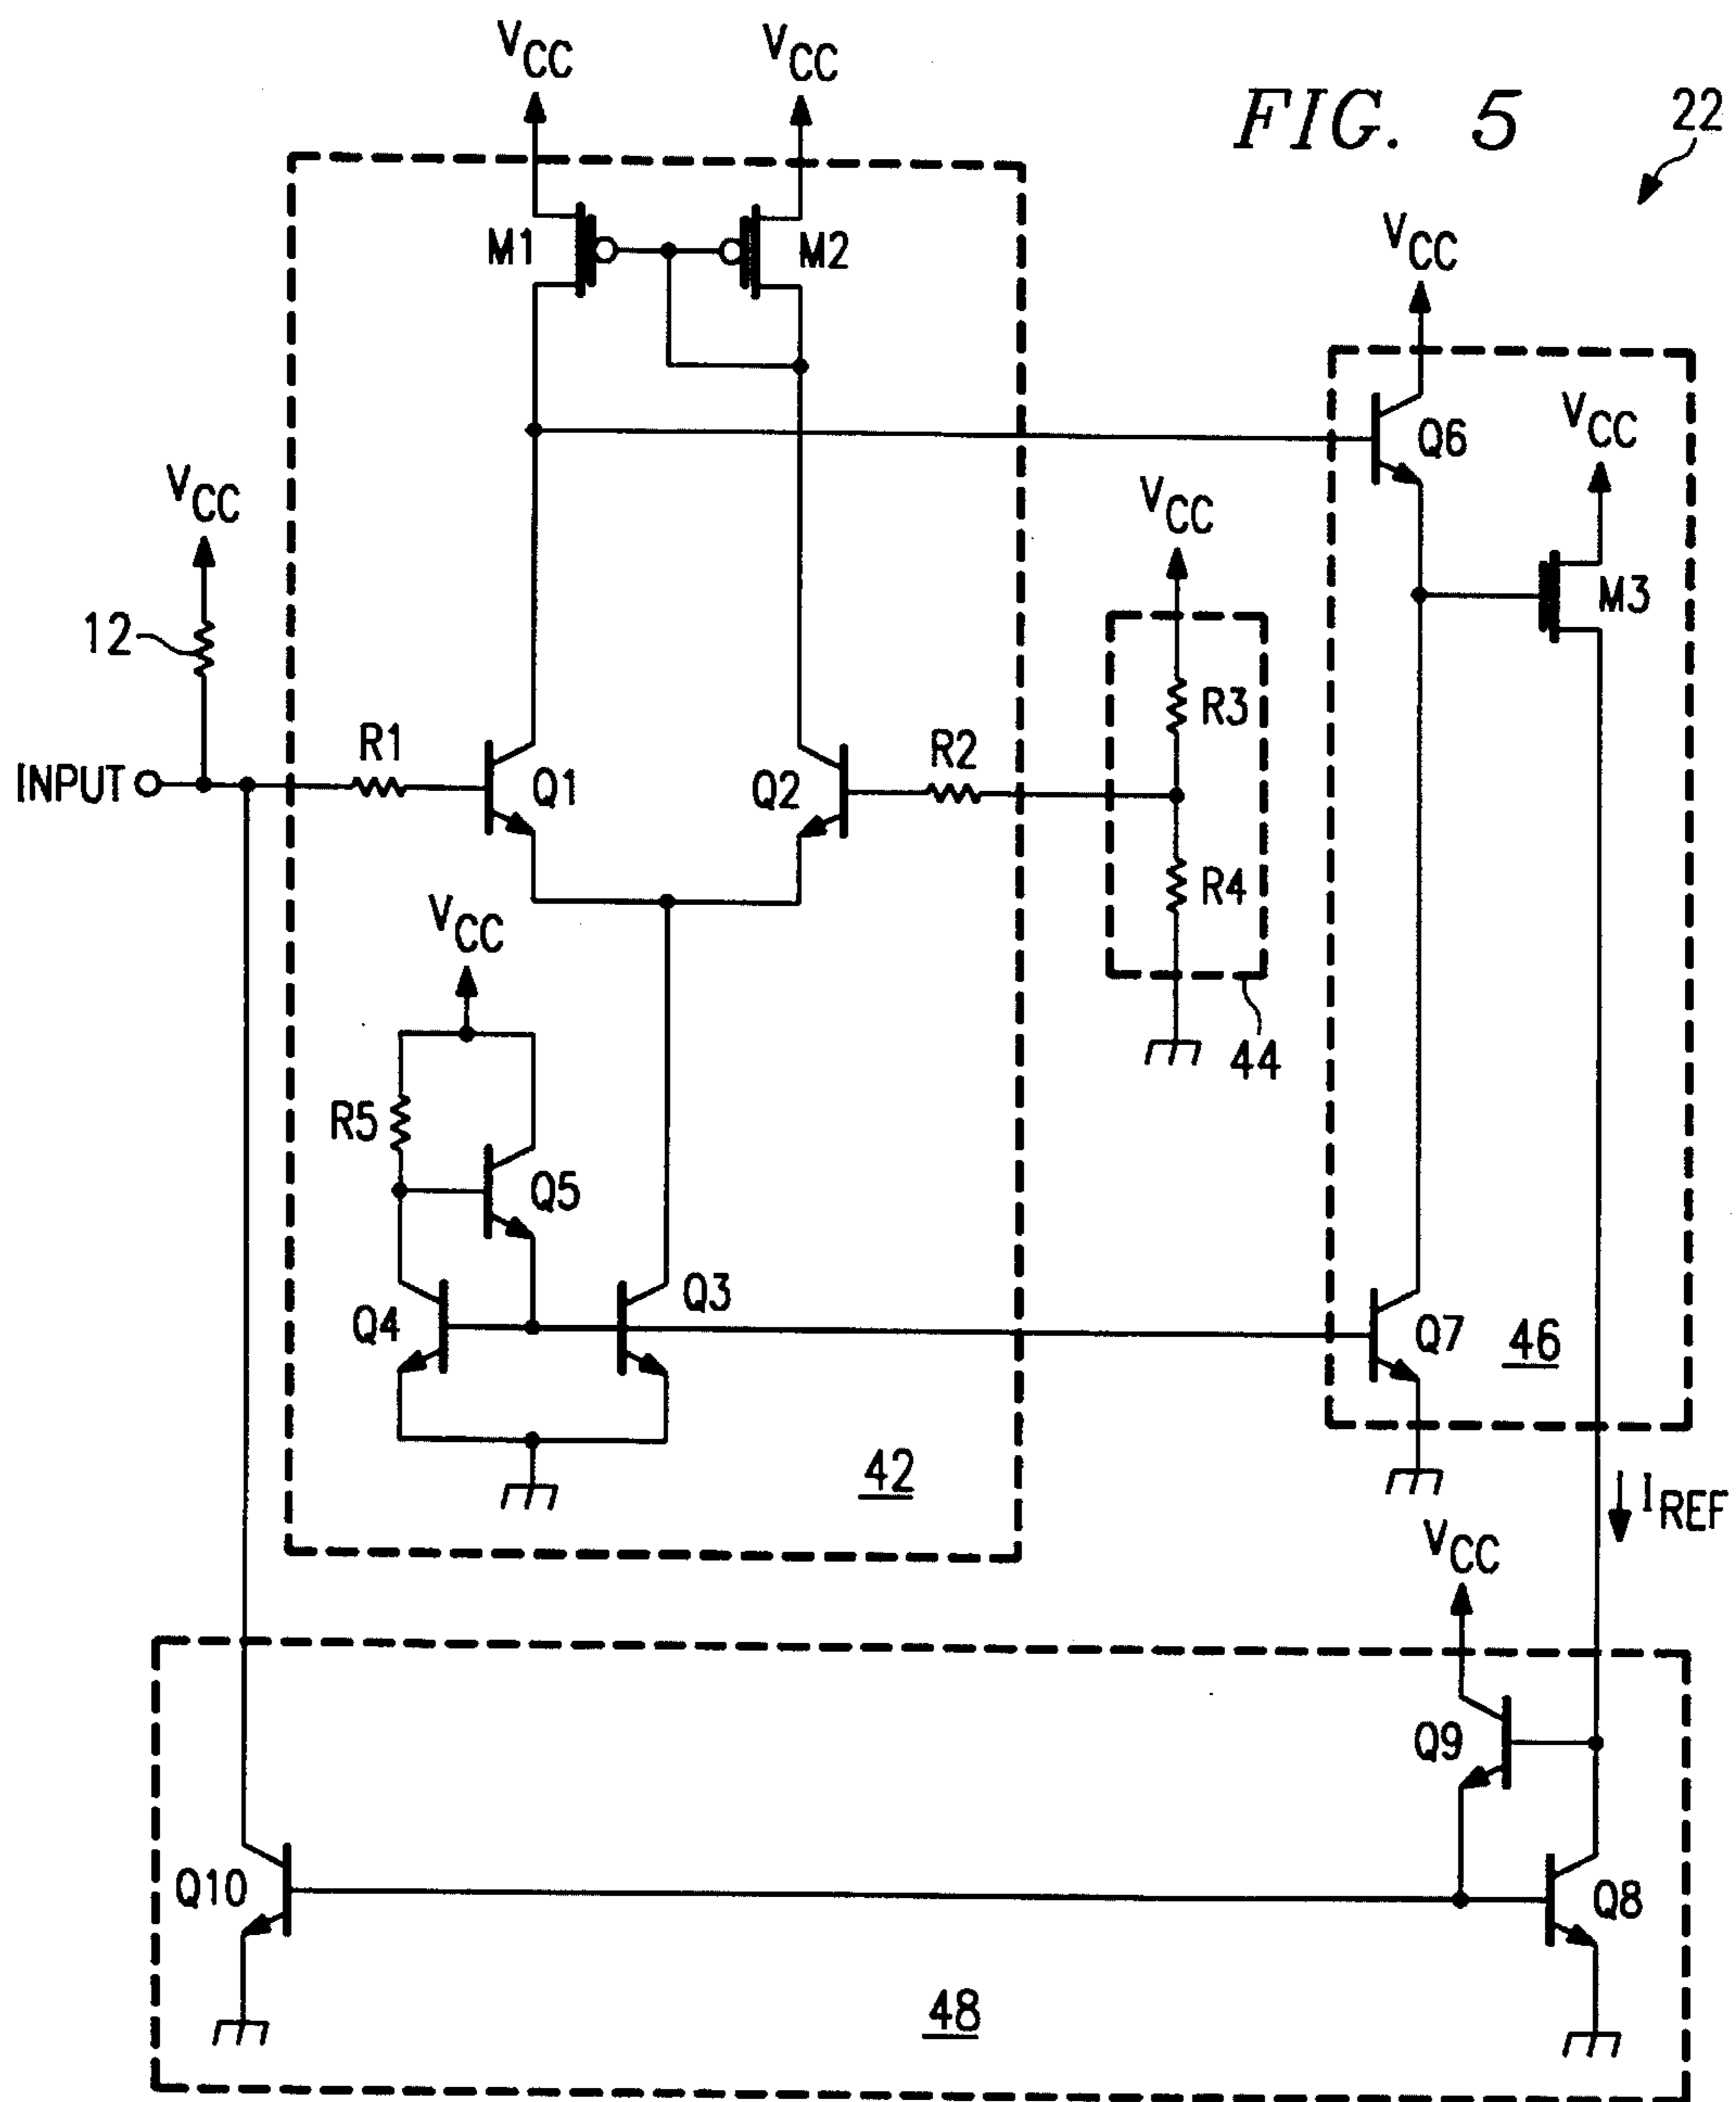 FIG. 5
22
VCC
VCC
M1
M2
VCC
Q6
VCC
M3
VCC
12
VCC
R3
R4
44
INPUT
R1
Q1
Q2
R2
VCC
R5
Q5
Q4
Q3
Q7
46
42
IREF
VCC
Q9
Q10
Q8
48